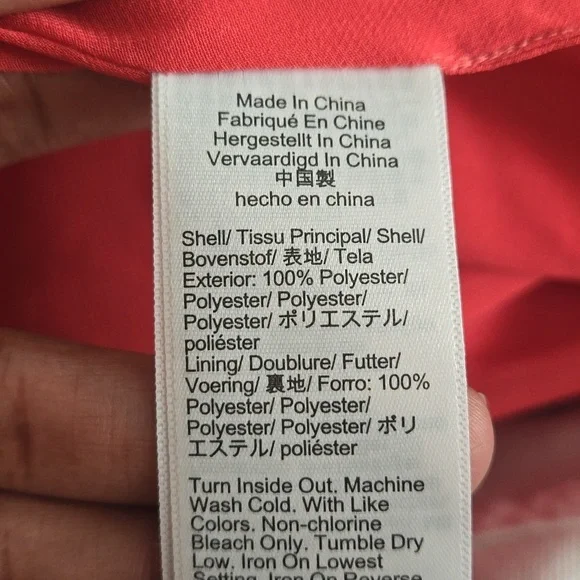 Made In China
Fabriqué En Chine
Hergestellt In China
Vervaardigd In China
中国製
hecho en china
Shell/ Tissu Principal/ Shell/
Bovenstof/ 表地/ Tela
Exterior: 100% Polyester/
Polyester/ Polyester/
Polyester/ ポリエステル/
poliéster
Lining/ Doublure/ Futter/
Voering/ 裏地/ Forro: 100%
Polyester/ Polyester/
Polyester/ Polyester/ ポリ
エステル/ poliéster
Turn Inside Out. Machine
Wash Cold. With Like
Colors. Non-chlorine
Bleach Only. Tumble Dry
Low. Iron On Lowest
Setting. Iron On Reverse